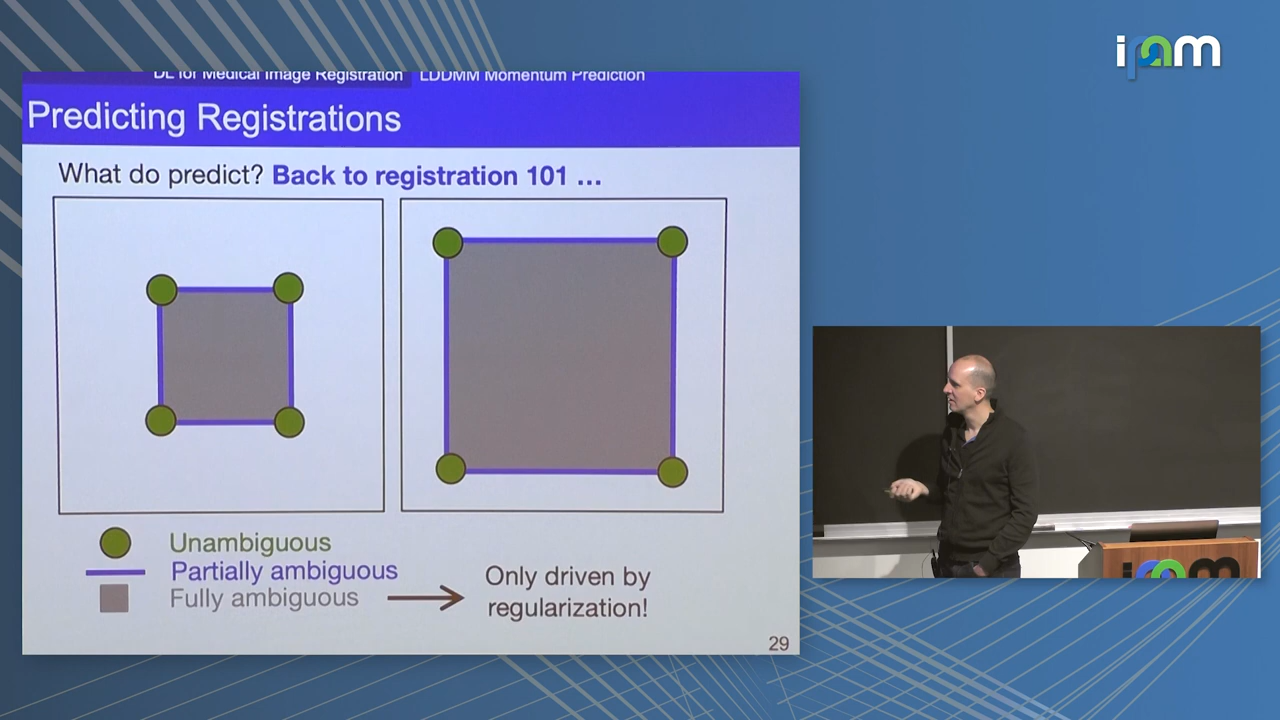 ipam
DL for Medical Image Registration LDDMM Momentum Prediction
Predicting Registrations
What do predict? Back to registration 101 ...
Unambiguous
Partially ambiguous
Fully ambiguous
Only driven by
regularization!
29
ipam